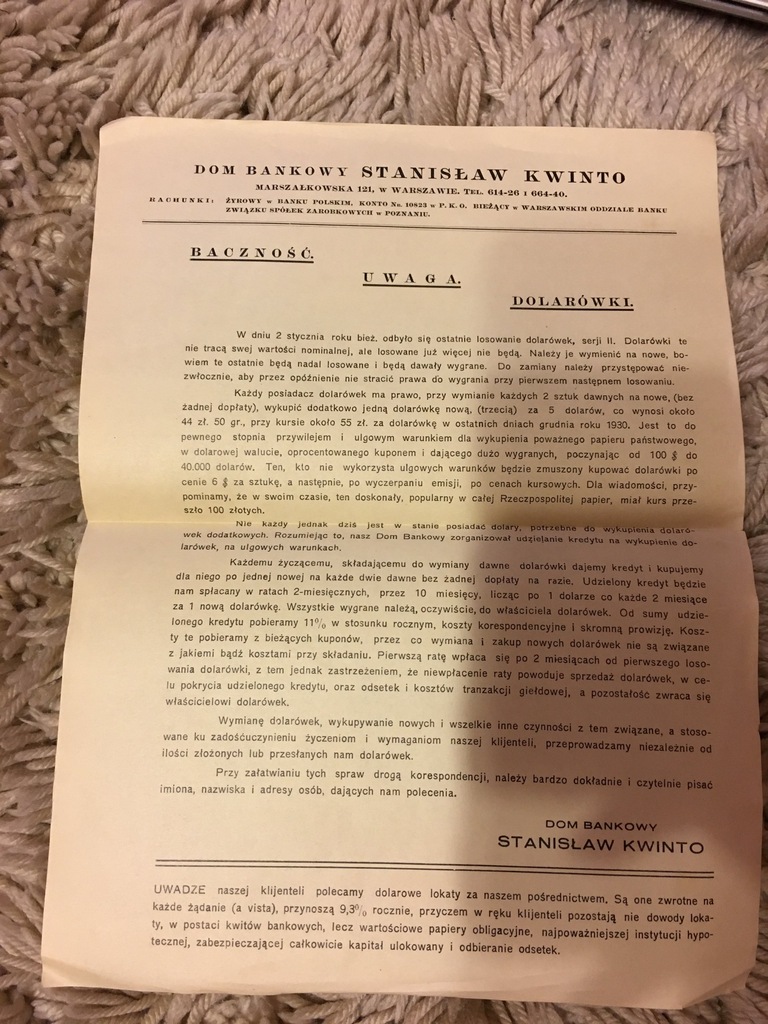 DOM BANKOWY STANISŁAW KWINTO
MARSZAŁKOWSKA 121, w WARSZAWIE. TEL. 614-26 i 664-40.
RACHUNKI: ŻYROWY w BANKU POLSKIM, KONTO No. 10823 w P. K. O. BIEŻĄCY w WARSZAWSKIM ODDZIALE BANKU
ZWIĄZKU SPÓŁEK ZAROBKOWYCH w POZNANIU.
BACZNOŚĆ.
UWAGA.
DOLARÓWKI.
W dniu 2 stycznia roku bież. odbyło się ostatnie losowanie dolarówek, serji II. Dolarówki te
nie tracą swej wartości nominalnej, ale losowane już więcej nie będą. Należy je wymienić na nowe, bo-
wiem te ostatnie będą nadal losowane i będą dawały wygrane. Do zamiany należy przystępować nie-
zwłocznie, aby przez opóźnienie nie stracić prawa do wygrania przy pierwszem następnem losowaniu.
Każdy posiadacz dolarówek ma prawo, przy wymianie każdych 2 sztuk dawnych na nowe, (bez
żadnej dopłaty), wykupić dodatkowo jedną dolarówkę nową, (trzecią) za 5 dolarów, co wynosi około
44 zł. 50 gr., przy kursie około 55 zł. za dolarówkę w ostatnich dniach grudnia roku 1930. Jest to do
pewnego stopnia przywilejem i ulgowym warunkiem dla wykupienia poważnego papieru państwowego,
w dolarowej walucie, oprocentowanego kuponem i dającego dużo wygranych, poczynając od 100 $ do
40.000 dolarów. Ten, kto nie wykorzysta ulgowych warunków będzie zmuszony kupować dolarówki po
cenie 6 $ za sztukę, a następnie, po wyczerpaniu emisji, po cenach kursowych. Dla wiadomości, przy-
pominamy, że w swoim czasie, ten doskonały, popularny w całej Rzeczpospolitej papier, miał kurs prze-
szło 100 złotych.
Nie każdy jednak dziś jest w stanie posiadać dolary, potrzebne do wykupienia dolaró-
wek dodatkowych. Rozumiejąc to, nasz Dom Bankowy zorganizował udzielanie kredytu na wykupienie do-
larówek, na ulgowych warunkach.
Każdemu życzącemu, składającemu do wymiany dawne dolarówki dajemy kredyt i kupujemy
dla niego po jednej nowej na każde dwie dawne bez żadnej dopłaty na razie. Udzielony kredyt będzie
nam spłacany w ratach 2-miesięcznych, przez 10 miesięcy, licząc po 1 dolarze co każde 2 miesiące
za 1 nową dolarówkę. Wszystkie wygrane należą, oczywiście, do właściciela dolarówek. Od sumy udzie-
lonego kredytu pobieramy 11% w stosunku rocznym, koszty korespondencyjne i skromną prowizję. Kosz-
ty te pobieramy z bieżących kuponów, przez co wymiana i zakup nowych dolarówek nie są związane
z jakiemi bądź kosztami przy składaniu. Pierwszą ratę wpłaca się po 2 miesiącach od pierwszego loso-
wania dolarówki, z tem jednak zastrzeżeniem, że niewpłacenie raty powoduje sprzedaż dolarówek, w ce-
lu pokrycia udzielonego kredytu, oraz odsetek i kosztów tranzakcji giełdowej, a pozostałość zwraca się
właścicielowi dolarówek.
Wymianę dolarówek, wykupywanie nowych i wszelkie inne czynności z tem związane, a stoso-
wane ku zadośćuczynieniu życzeniom i wymaganiom naszej klijenteli, przeprowadzamy niezależnie od
ilości złożonych lub przesłanych nam dolarówek.
Przy załatwianiu tych spraw drogą korespondencji, należy bardzo dokładnie i czytelnie pisać
imiona, nazwiska i adresy osób, dających nam polecenia.
DOM BANKOWY
STANISŁAW KWINTO
UWADZE naszej klijenteli polecamy dolarowe lokaty za naszem pośrednictwem. Są one zwrotne na
każde żądanie (a vista), przynoszą 9,3% rocznie, przyczem w ręku klijenteli pozostają nie dowody loka-
ty, w postaci kwitów bankowych, lecz wartościowe papiery obligacyjne, najpoważniejszej instytucji hypo-
tecznej, zabezpieczającej całkowicie kapitał ulokowany i odbieranie odsetek.